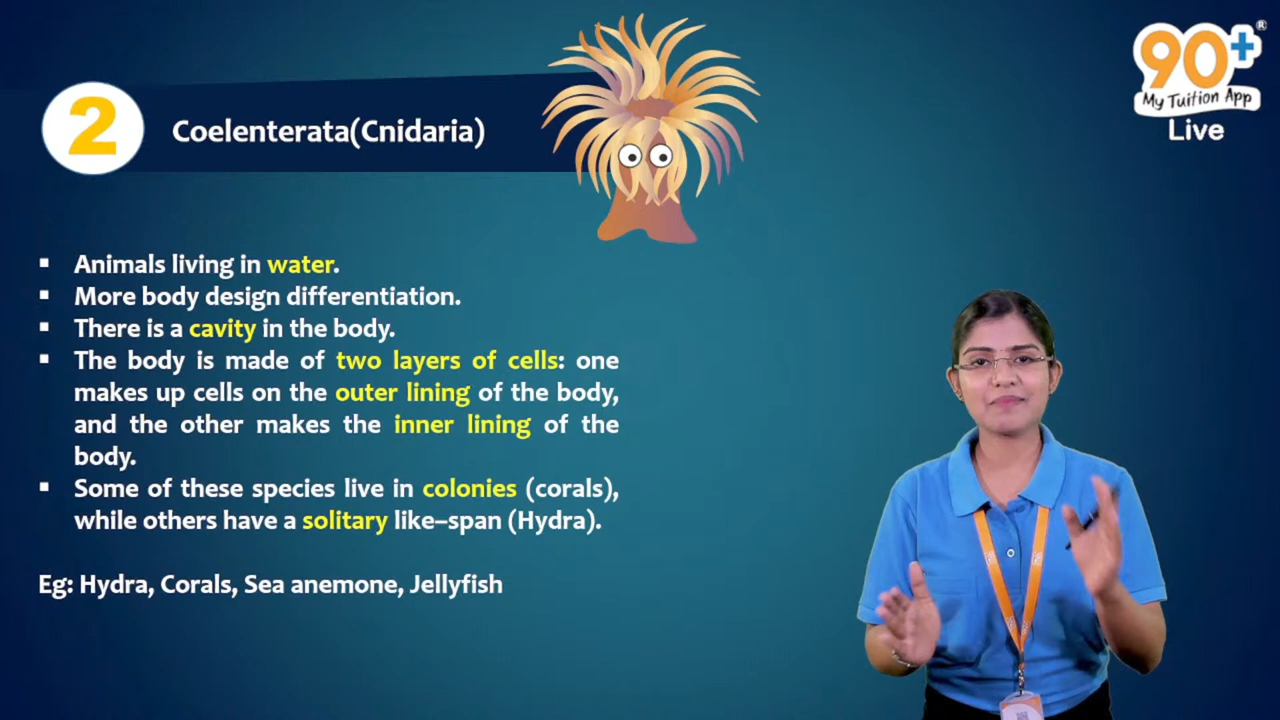 2
Coelenterata(Cnidaria)
90+®
My Tuition App
Live
▪ Animals living in water.
▪ More body design differentiation.
▪ There is a cavity in the body.
▪ The body is made of two layers of cells: one
makes up cells on the outer lining of the body,
and the other makes the inner lining of the
body.
▪ Some of these species live in colonies (corals),
while others have a solitary like–span (Hydra).
Eg: Hydra, Corals, Sea anemone, Jellyfish